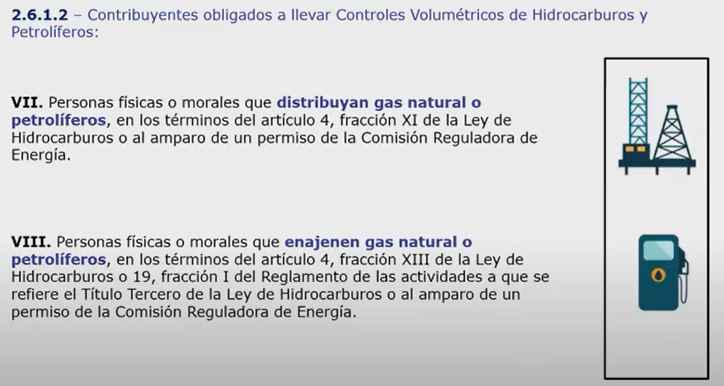 2.6.1.2 – Contribuyentes obligados a llevar Controles Volumétricos de Hidrocarburos y
Petrolíferos:
VII. Personas físicas o morales que distribuyan gas natural o
petrolíferos, en los términos del artículo 4, fracción XI de la Ley de
Hidrocarburos o al amparo de un permiso de la Comisión Reguladora de
Energía.
VIII. Personas físicas o morales que enajenen gas natural o
petrolíferos, en los términos del artículo 4, fracción XIII de la Ley de
Hidrocarburos o 19, fracción I del Reglamento de las actividades a que se
refiere el Título Tercero de la Ley de Hidrocarburos o al amparo de un
permiso de la Comisión Reguladora de Energía.